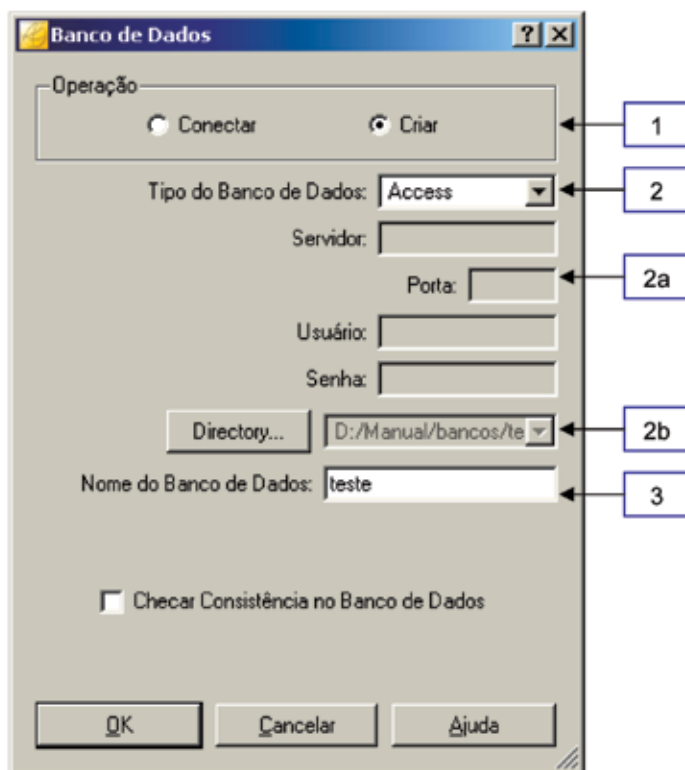 Banco de Dados
Operação
Conectar Criar 1
Tipo do Banco de Dados: Access 2
Servidor:
Porta: 2a
Usuário:
Senha:
Directory... D:/Manual/bancos/te 2b
Nome do Banco de Dados: teste 3
Checar Consistência no Banco de Dados
OK Cancelar Ajuda